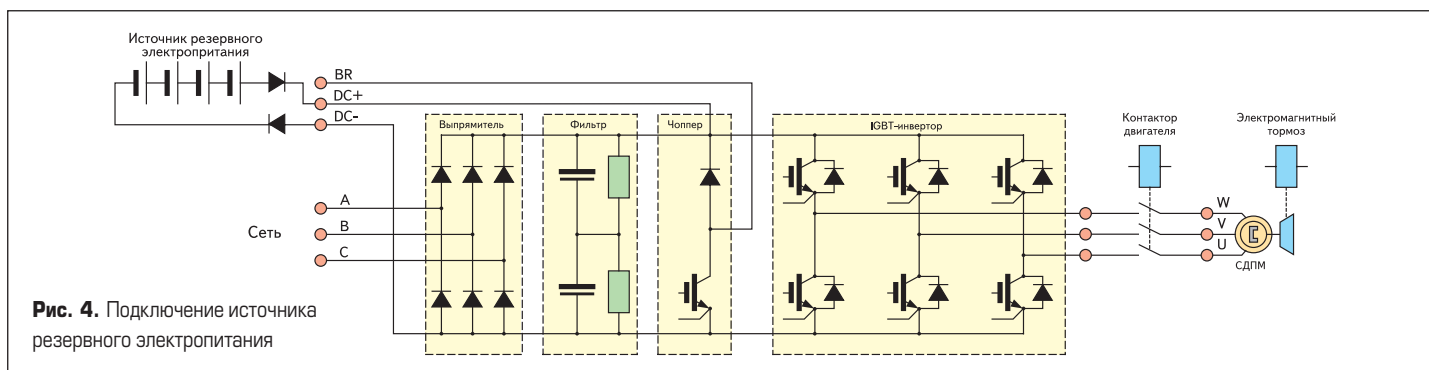 Источник резервного
электропритания
BR
DC+
DC-
Выпрямитель
Фильтр
Чоппер
IGBT-инвертор
Контактор
двигателя
Электромагнитный
тормоз
A
B
C
Сеть
W
V
U
СДПМ
Рис. 4. Подключение источника
резервного электропитания